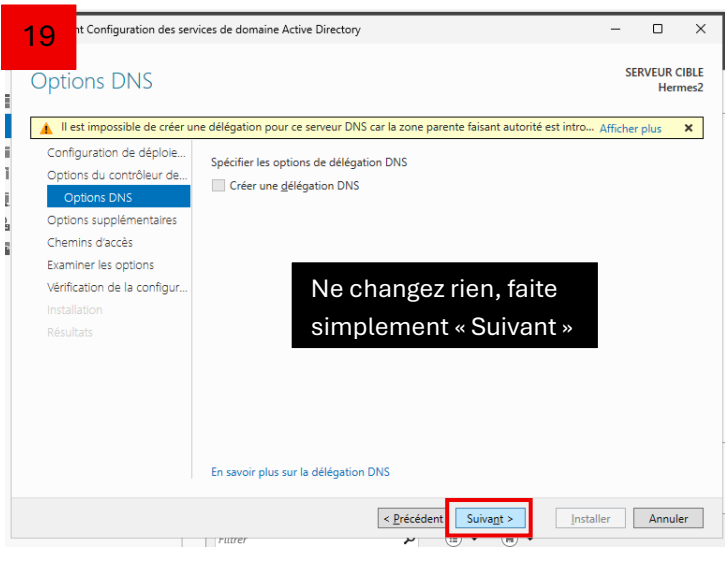 19
nt Configuration des services de domaine Active Directory
Options DNS
SERVEUR CIBLE
Hermes2
Il est impossible de créer une délégation pour ce serveur DNS car la zone parente faisant autorité est intro... Afficher plus
Configuration de déploie...
Options du contrôleur de...
Options DNS
Options supplémentaires
Chemins d'accès
Examiner les options
Vérification de la configur...
Installation
Résultats
Spécifier les options de délégation DNS
Créer une délégation DNS
Ne changez rien, faite
simplement « Suivant »
En savoir plus sur la délégation DNS
< Précédent
Suivant >
Installer
Annuler
Filtrer